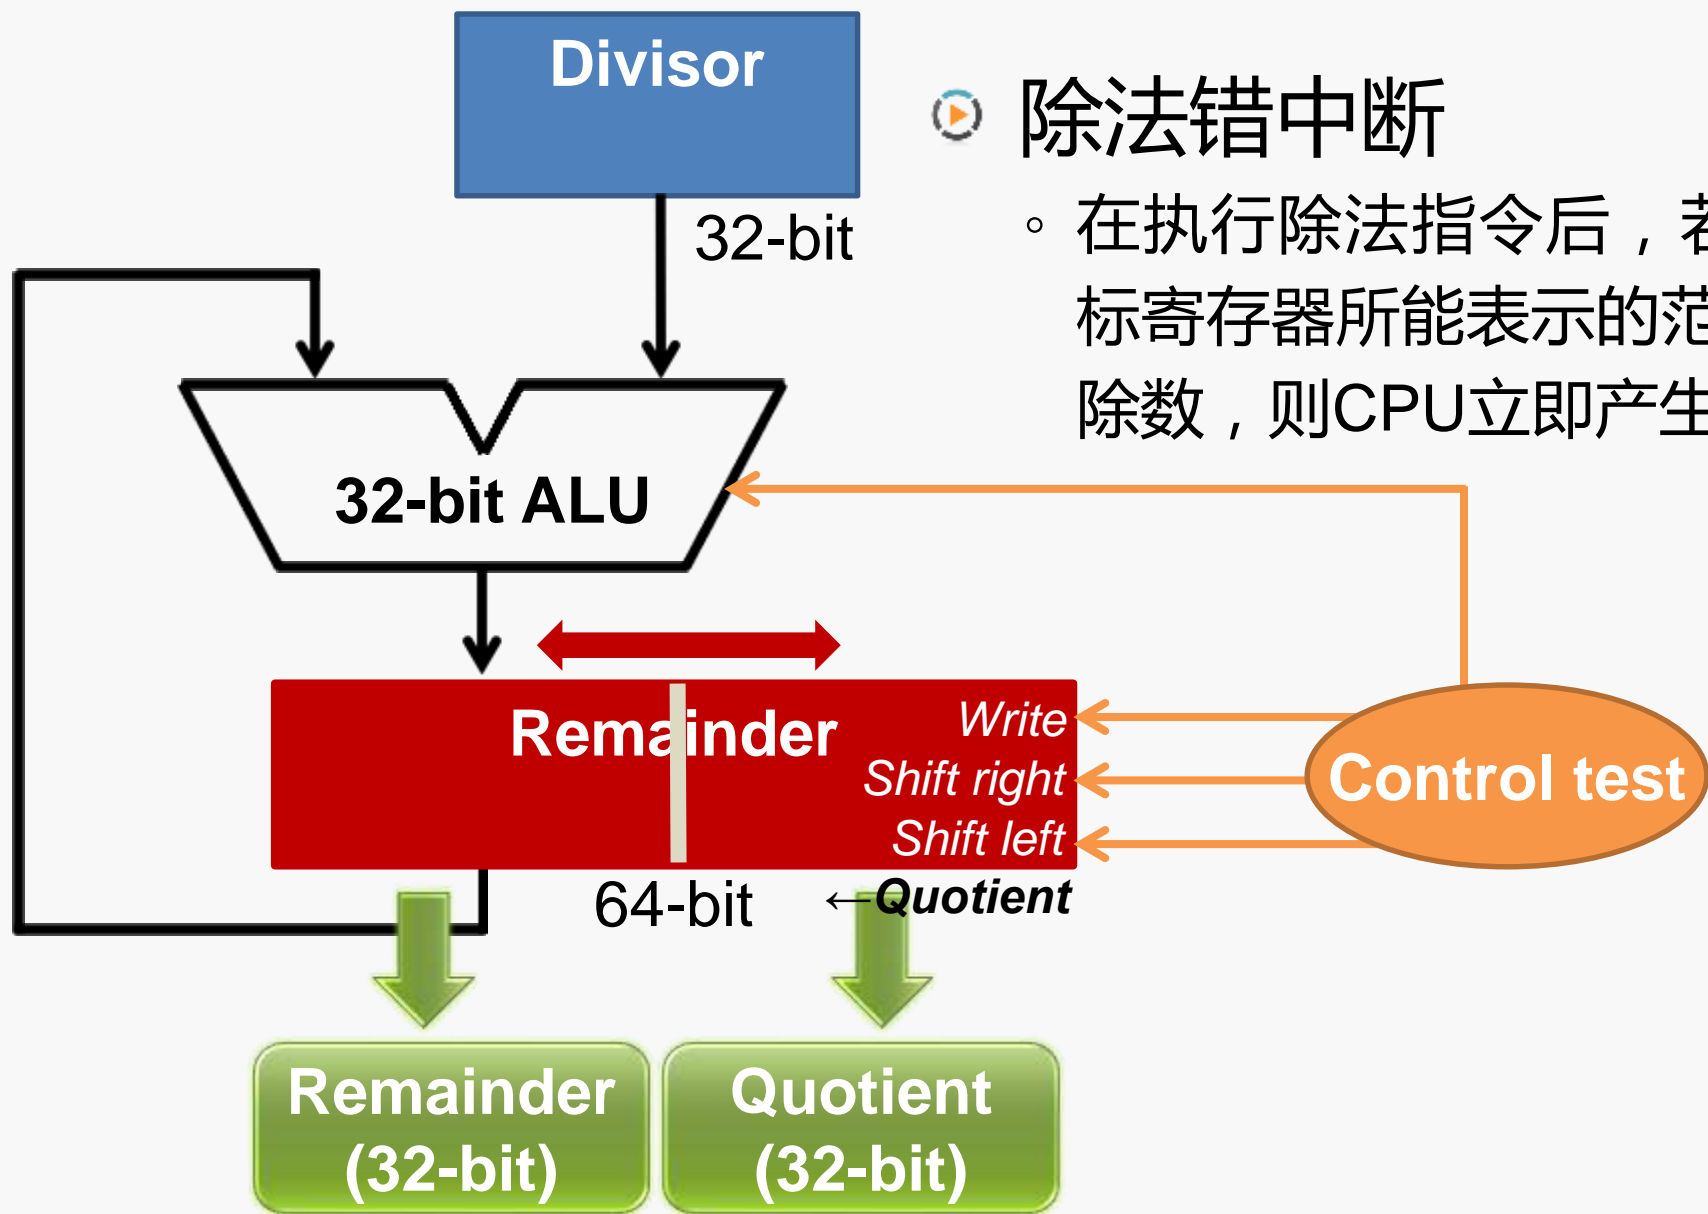 Divisor
32-bit
除法错中断
在执行除法指令后，
标寄存器所能表示的
除数，则CPU立即产生
32-bit ALU
Remainder
Write
Shift right
Shift left
Control test
64-bit
←Quotient
Remainder
(32-bit)
Quotient
(32-bit)